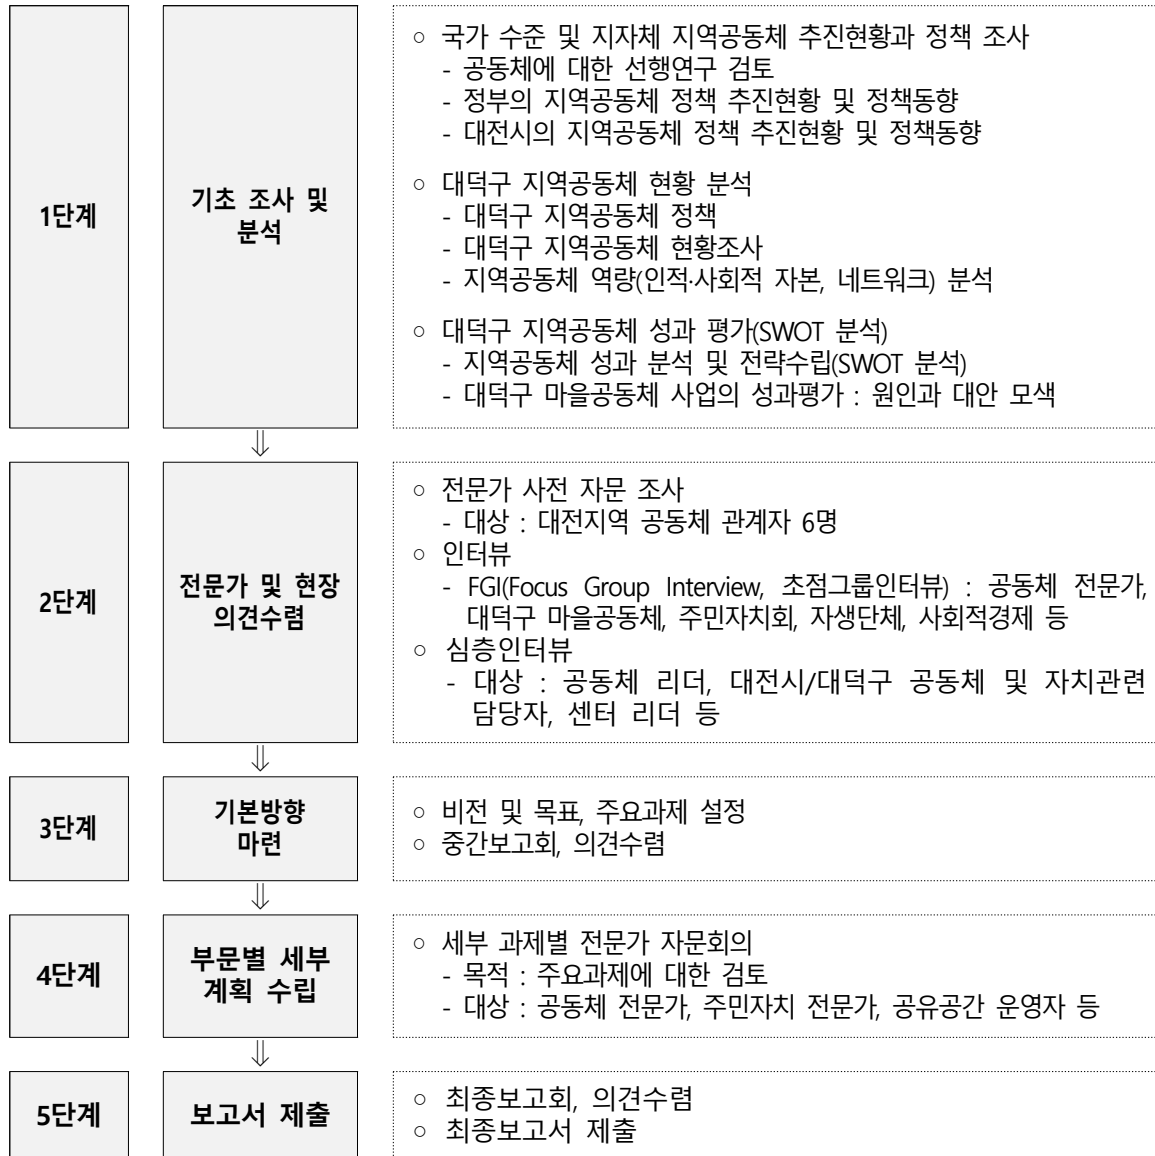 1단계
기초 조사 및
분석
○ 국가 수준 및 지자체 지역공동체 추진현황과 정책 조사
- 공동체에 대한 선행연구 검토
- 정부의 지역공동체 정책 추진현황 및 정책동향
- 대전시의 지역공동체 정책 추진현황 및 정책동향
○ 대덕구 지역공동체 현황 분석
- 대덕구 지역공동체 정책
- 대덕구 지역공동체 현황조사
- 지역공동체 역량(인적·사회적 자본, 네트워크) 분석
○ 대덕구 지역공동체 성과 평가(SWOT 분석)
- 지역공동체 성과 분석 및 전략수립(SWOT 분석)
- 대덕구 마을공동체 사업의 성과평가 : 원인과 대안 모색
⇓
2단계
전문가 및 현장
의견수렴
○ 전문가 사전 자문 조사
- 대상 : 대전지역 공동체 관계자 6명
○ 인터뷰
- FGI(Focus Group Interview, 초점그룹인터뷰) : 공동체 전문가,
대덕구 마을공동체, 주민자치회, 자생단체, 사회적경제 등
○ 심층인터뷰
- 대상 : 공동체 리더, 대전시/대덕구 공동체 및 자치관련
담당자, 센터 리더 등
⇓
3단계
기본방향
마련
○ 비전 및 목표, 주요과제 설정
○ 중간보고회, 의견수렴
⇓
4단계
부문별 세부
계획 수립
○ 세부 과제별 전문가 자문회의
- 목적 : 주요과제에 대한 검토
- 대상 : 공동체 전문가, 주민자치 전문가, 공유공간 운영자 등
⇓
5단계
보고서 제출
○ 최종보고회, 의견수렴
○ 최종보고서 제출